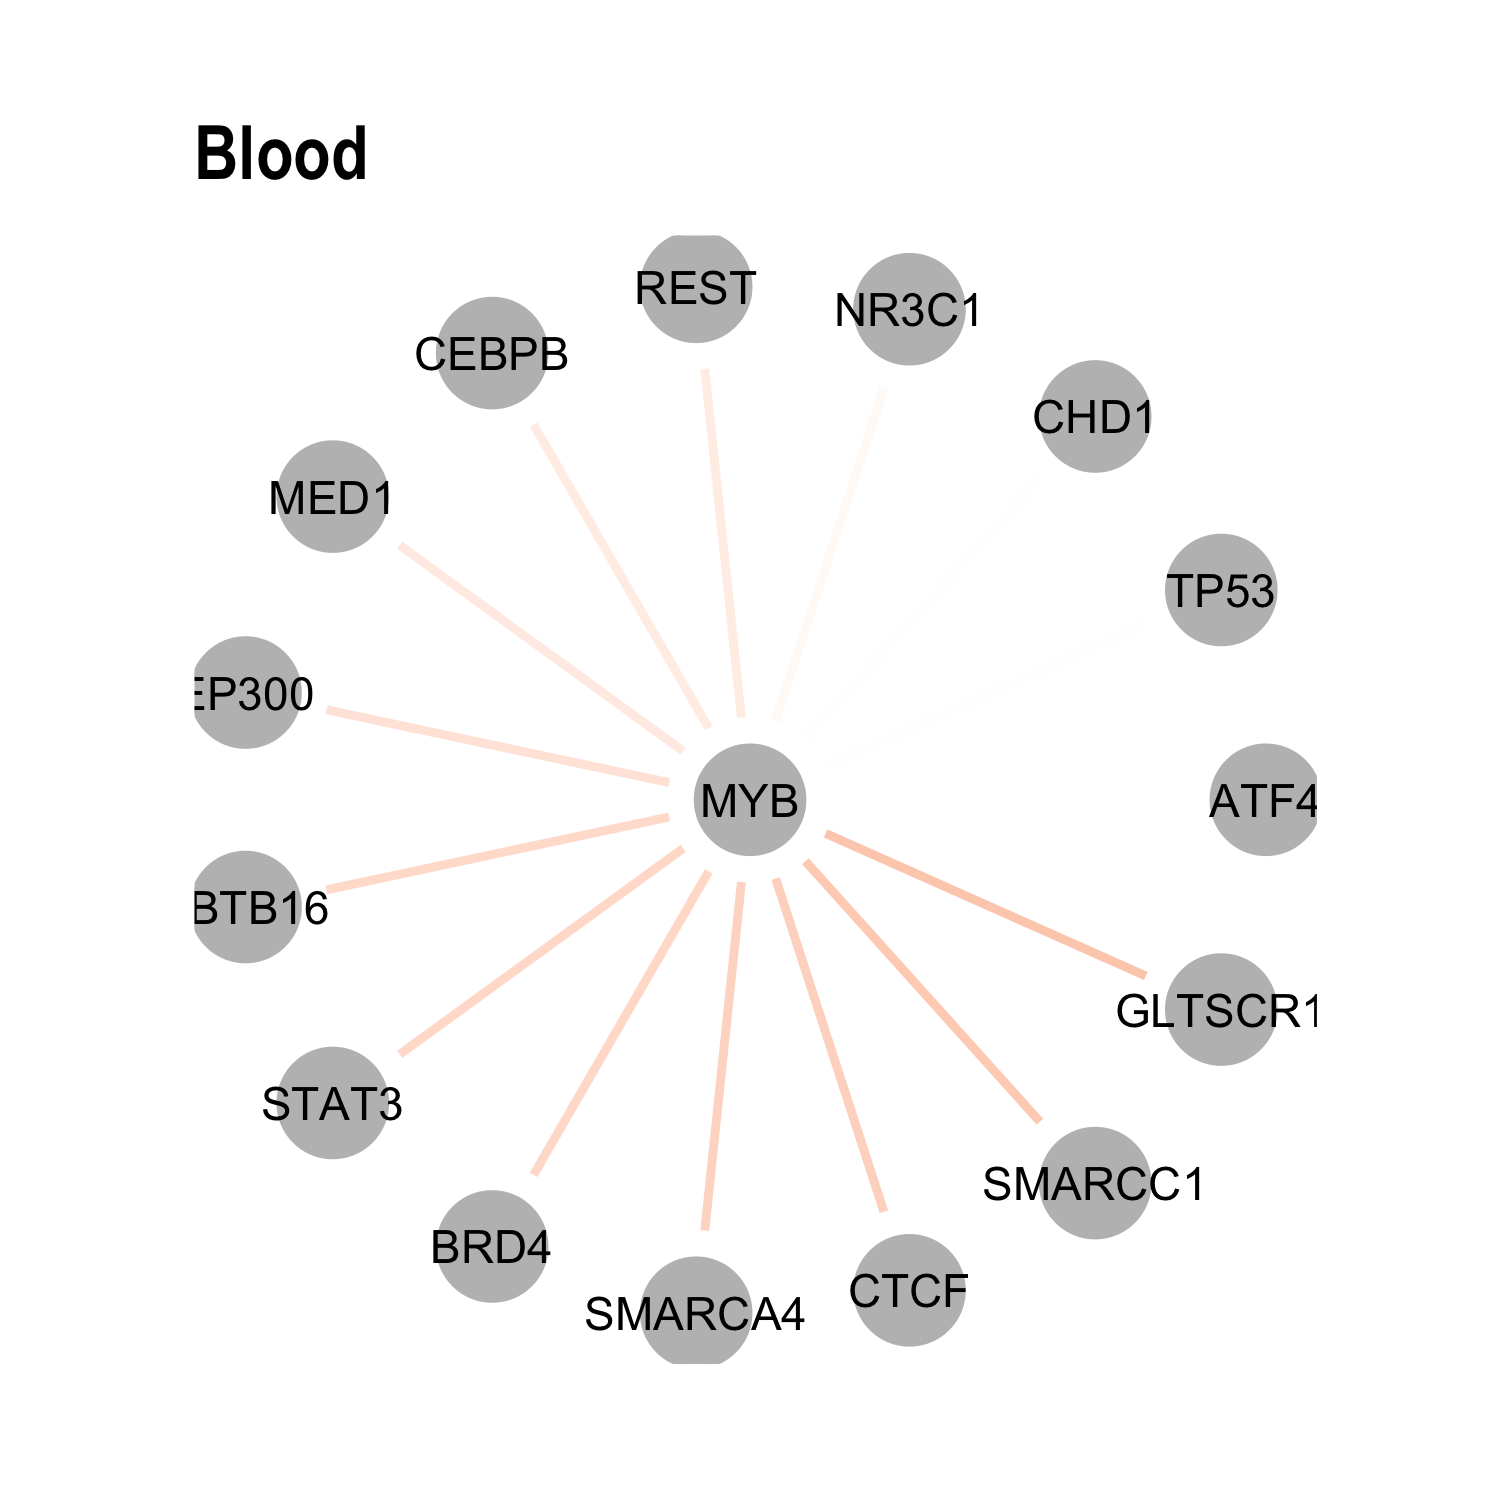 Blood
REST
NR3C1
CEBPB
CHD1
MED1
TP53
EP300
MYB
ATF4
BTB16
GLTSCR1
STAT3
SMARCC1
BRD4
CTCF
SMARCA4